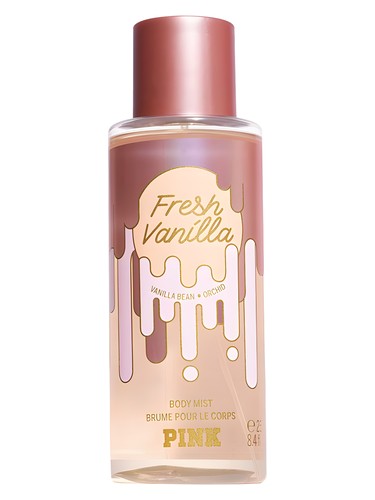 Fresh
Vanilla
VANILLA BEAN • ORCHID
BODY MIST
BRUME POUR LE CORPS
PINK